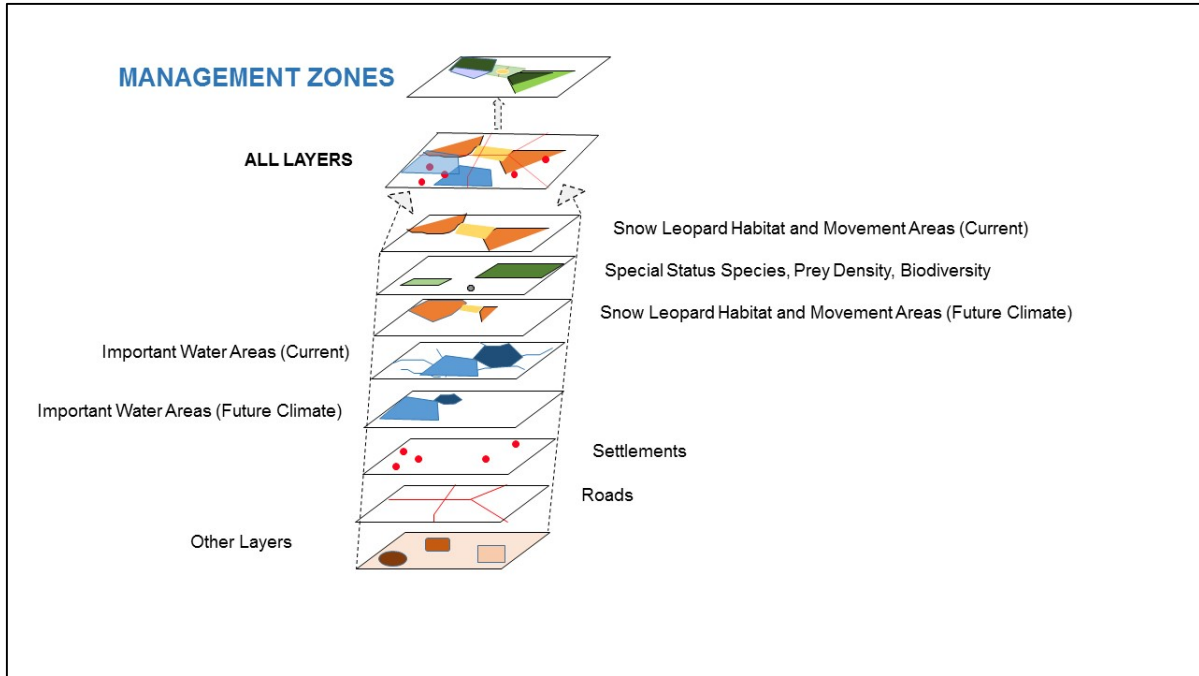 MANAGEMENT ZONES
ALL LAYERS
Snow Leopard Habitat and Movement Areas (Current)
Special Status Species, Prey Density, Biodiversity
Snow Leopard Habitat and Movement Areas (Future Climate)
Important Water Areas (Current)
Important Water Areas (Future Climate)
Settlements
Roads
Other Layers